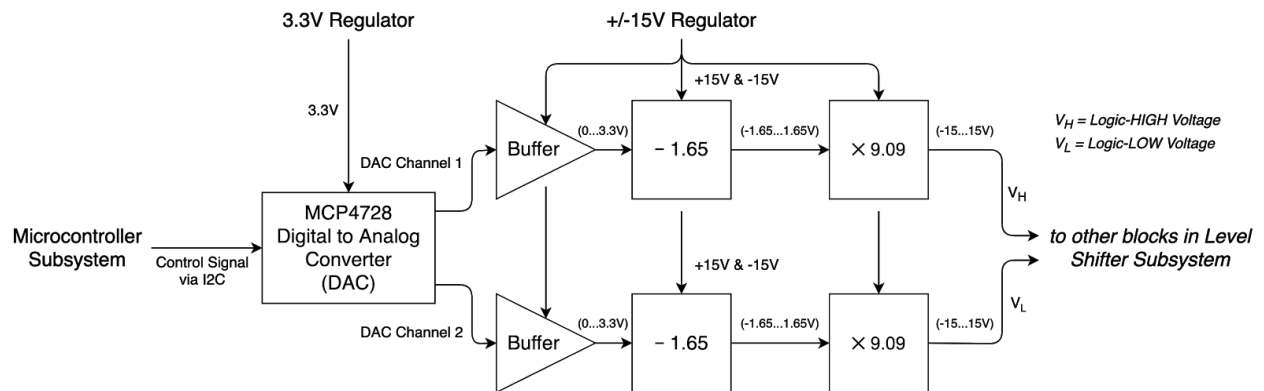 3.3V Regulator
+/-15V Regulator
3.3V
+15V & -15V
DAC Channel 1
Buffer
(0...3.3V)
− 1.65
(-1.65...1.65V)
× 9.09
(-15...15V)
V_H = Logic-HIGH Voltage
V_L = Logic-LOW Voltage
V_H
Microcontroller
Subsystem
Control Signal
via I2C
MCP4728
Digital to Analog
Converter
(DAC)
to other blocks in Level
Shifter Subsystem
+15V & -15V
DAC Channel 2
Buffer
(0...3.3V)
− 1.65
(-1.65...1.65V)
× 9.09
(-15...15V)
V_L